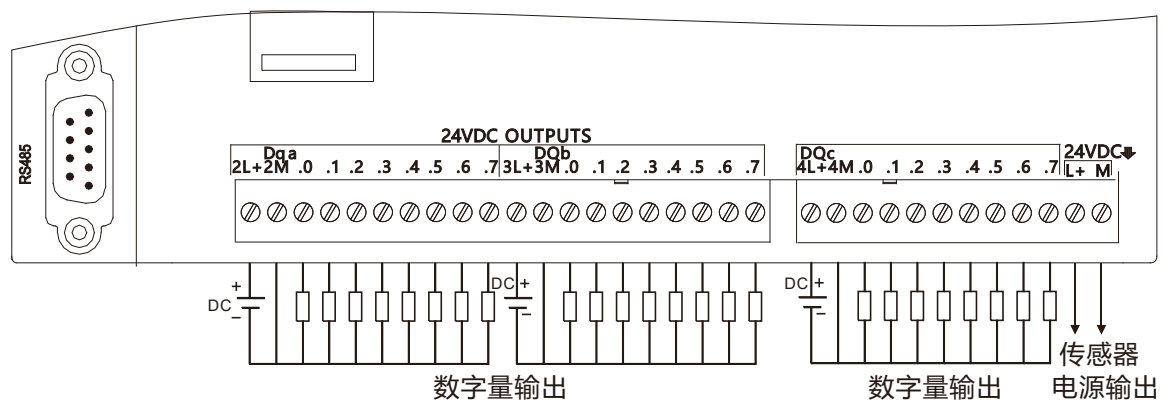 RS485
24VDC OUTPUTS
Dqa DQb DQc 24VDC
2L+2M .0 .1 .2 .3 .4 .5 .6 .7 3L+3M .0 .1 .2 .3 .4 .5 .6 .7 4L+4M .0 .1 .2 .3 .4 .5 .6 .7 L+ M
+ + +
DC DC DC
− − −
数字量输出 数字量输出 传感器
电源输出